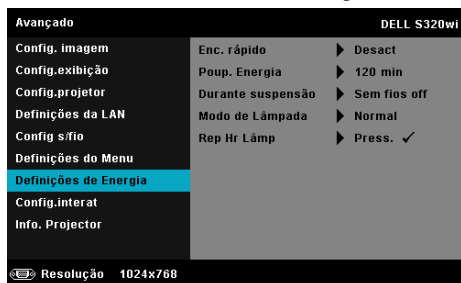 Avançado DELL S320wi
Config. imagem Enc. rápido Desact
Config.exibição Poup. Energia 120 min
Config.projetor Durante suspensão Sem fios off
Definições da LAN Modo de Lâmpada Normal
Config s/fio Rep Hr Lâmp Press. ✓
Definições do Menu
Definições de Energia
Config.interat
Info. Projector
Resolução 1024x768